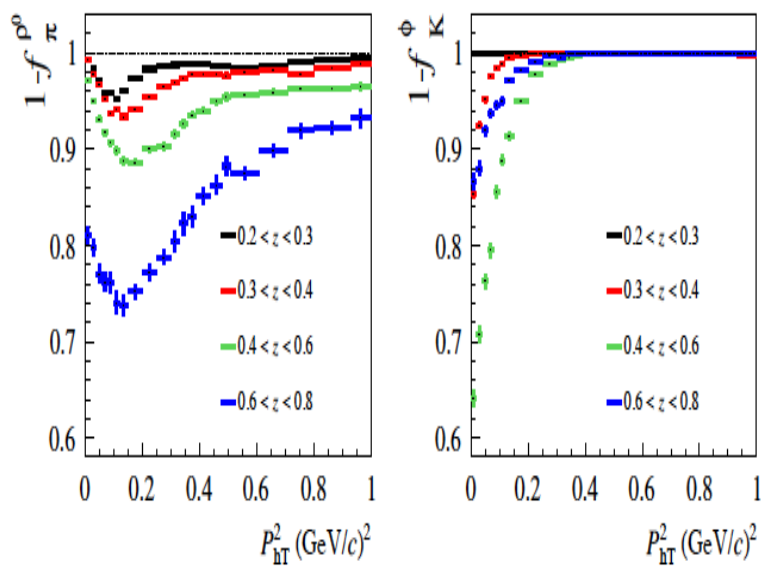 1 -f ρ⁰ π
1
0.9
0.8
0.7
0.6
0.2 < z < 0.3
0.3 < z < 0.4
0.4 < z < 0.6
0.6 < z < 0.8
0 0.2 0.4 0.6 0.8 1
P²hT (GeV/c)²
1 -f ϕ K
1
0.9
0.8
0.7
0.6
0.2 < z < 0.3
0.3 < z < 0.4
0.4 < z < 0.6
0.6 < z < 0.8
0 0.2 0.4 0.6 0.8 1
P²hT (GeV/c)²